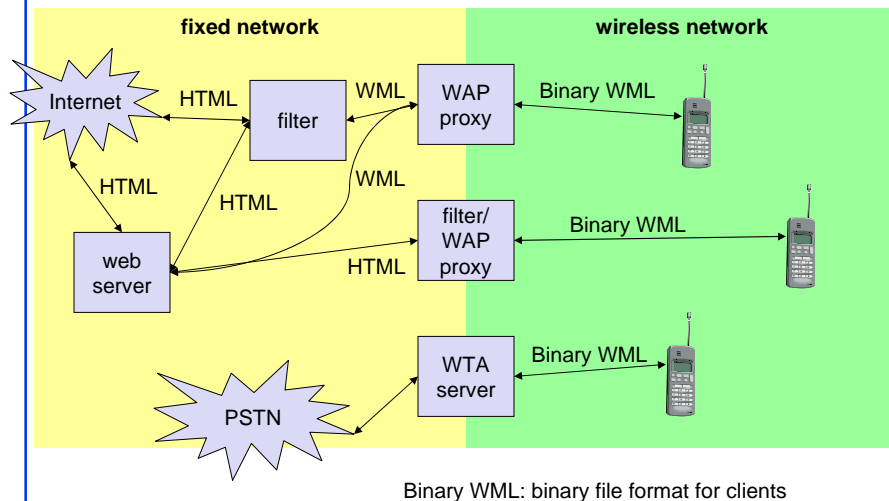 fixed network
wireless network
Internet
HTML
filter
WML
WAP
proxy
Binary WML
HTML
HTML
WML
web
server
HTML
filter/
WAP
proxy
Binary WML
PSTN
WTA
server
Binary WML
Binary WML: binary file format for clients